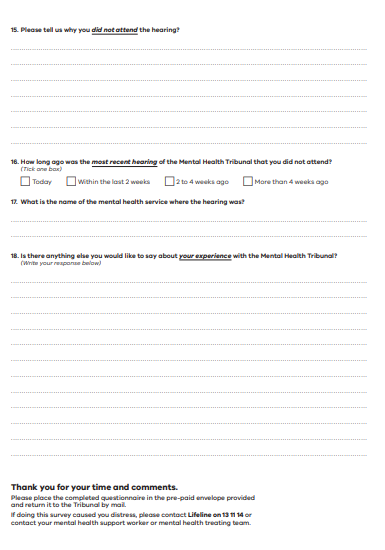 15. Please tell us why you did not attend the hearing?
16. How long ago was the most recent hearing of the Mental Health Tribunal that you did not attend?
(Tick one box)
Today Within the last 2 weeks 2 to 4 weeks ago More than 4 weeks ago
17. What is the name of the mental health service where the hearing was?
18. Is there anything else you would like to say about your experience with the Mental Health Tribunal?
(Write your response below)
Thank you for your time and comments.
Please place the completed questionnaire in the pre-paid envelope provided
and return it to the Tribunal by mail.
If doing this survey caused you distress, please contact Lifeline on 13 11 14 or
contact your mental health support worker or mental health treating team.